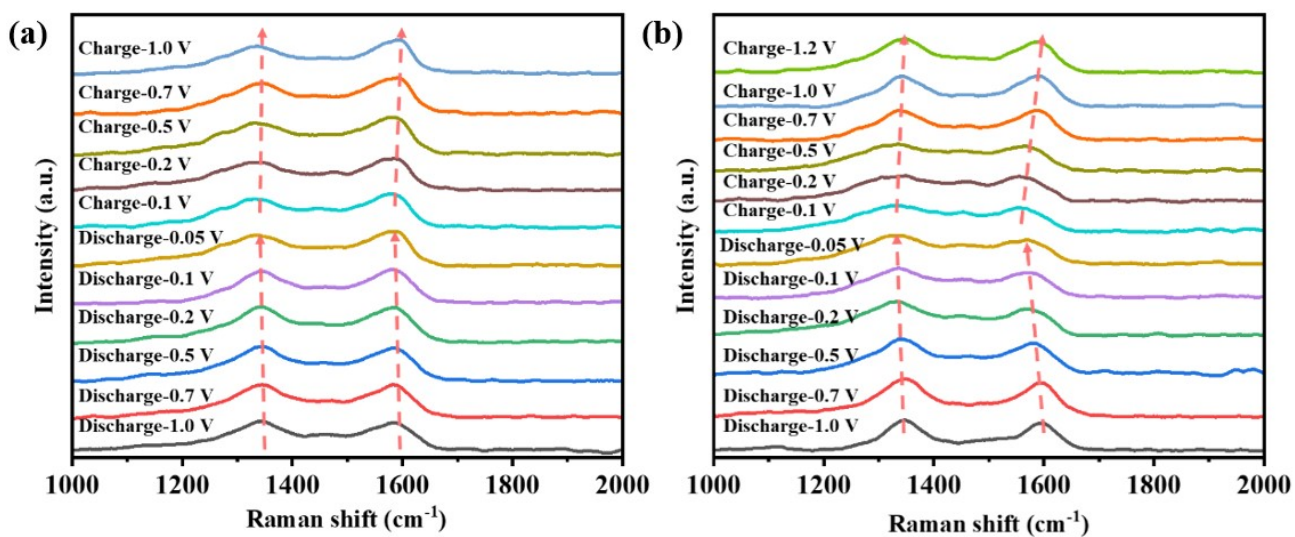 (a)
Charge-1.0 V
Charge-0.7 V
Charge-0.5 V
Charge-0.2 V
Charge-0.1 V
Discharge-0.05 V
Discharge-0.1 V
Discharge-0.2 V
Discharge-0.5 V
Discharge-0.7 V
Discharge-1.0 V
Intensity (a.u.)
1000 1200 1400 1600 1800 2000
Raman shift (cm⁻¹)
(b)
Charge-1.2 V
Charge-1.0 V
Charge-0.7 V
Charge-0.5 V
Charge-0.2 V
Charge-0.1 V
Discharge-0.05 V
Discharge-0.1 V
Discharge-0.2 V
Discharge-0.5 V
Discharge-0.7 V
Discharge-1.0 V
Intensity (a.u.)
1000 1200 1400 1600 1800 2000
Raman shift (cm⁻¹)